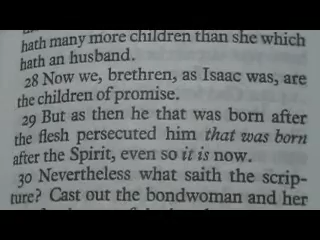 hath many more children than she which
hath an husband.
28 Now we, brethren, as Isaac was, are
the children of promise.
29 But as then he that was born after
the flesh persecuted him that was born
after the Spirit, even so it is now.
30 Nevertheless what saith the scrip-
ture? Cast out the bondwoman and her